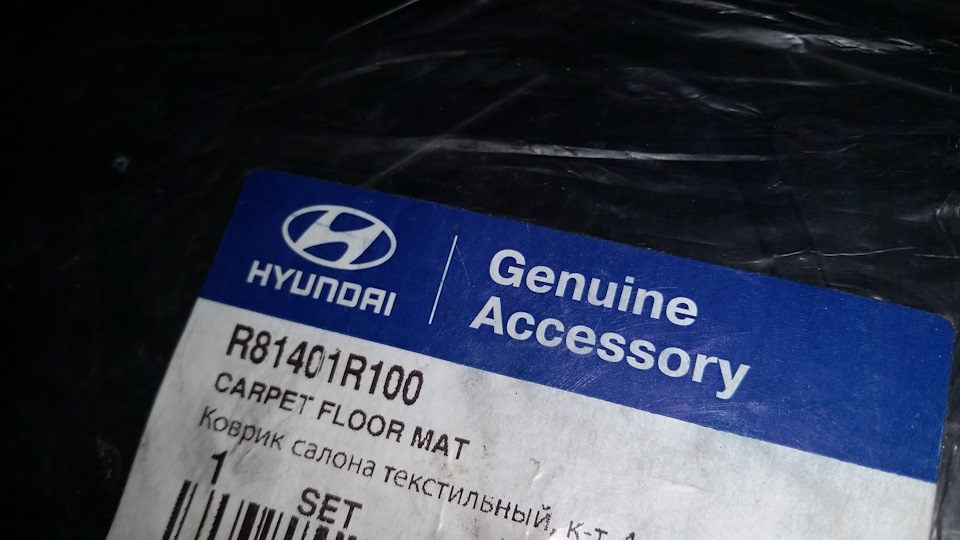 HYUNDAI
Genuine
Accessory
R81401R100
CARPET FLOOR MAT
Коврик салона текстильный, к-т
1
SET